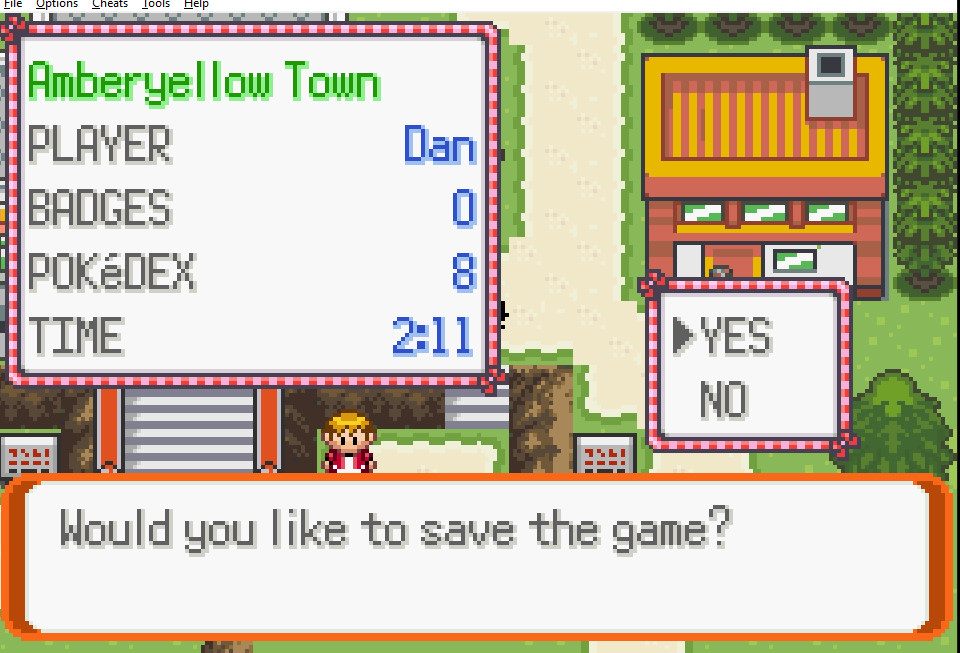 File Options Cheats Tools Help
Amberyellow Town
PLAYER Dan
BADGES 0
POKéDEX 8
TIME 2:11
YES
NO
Would you like to save the game?